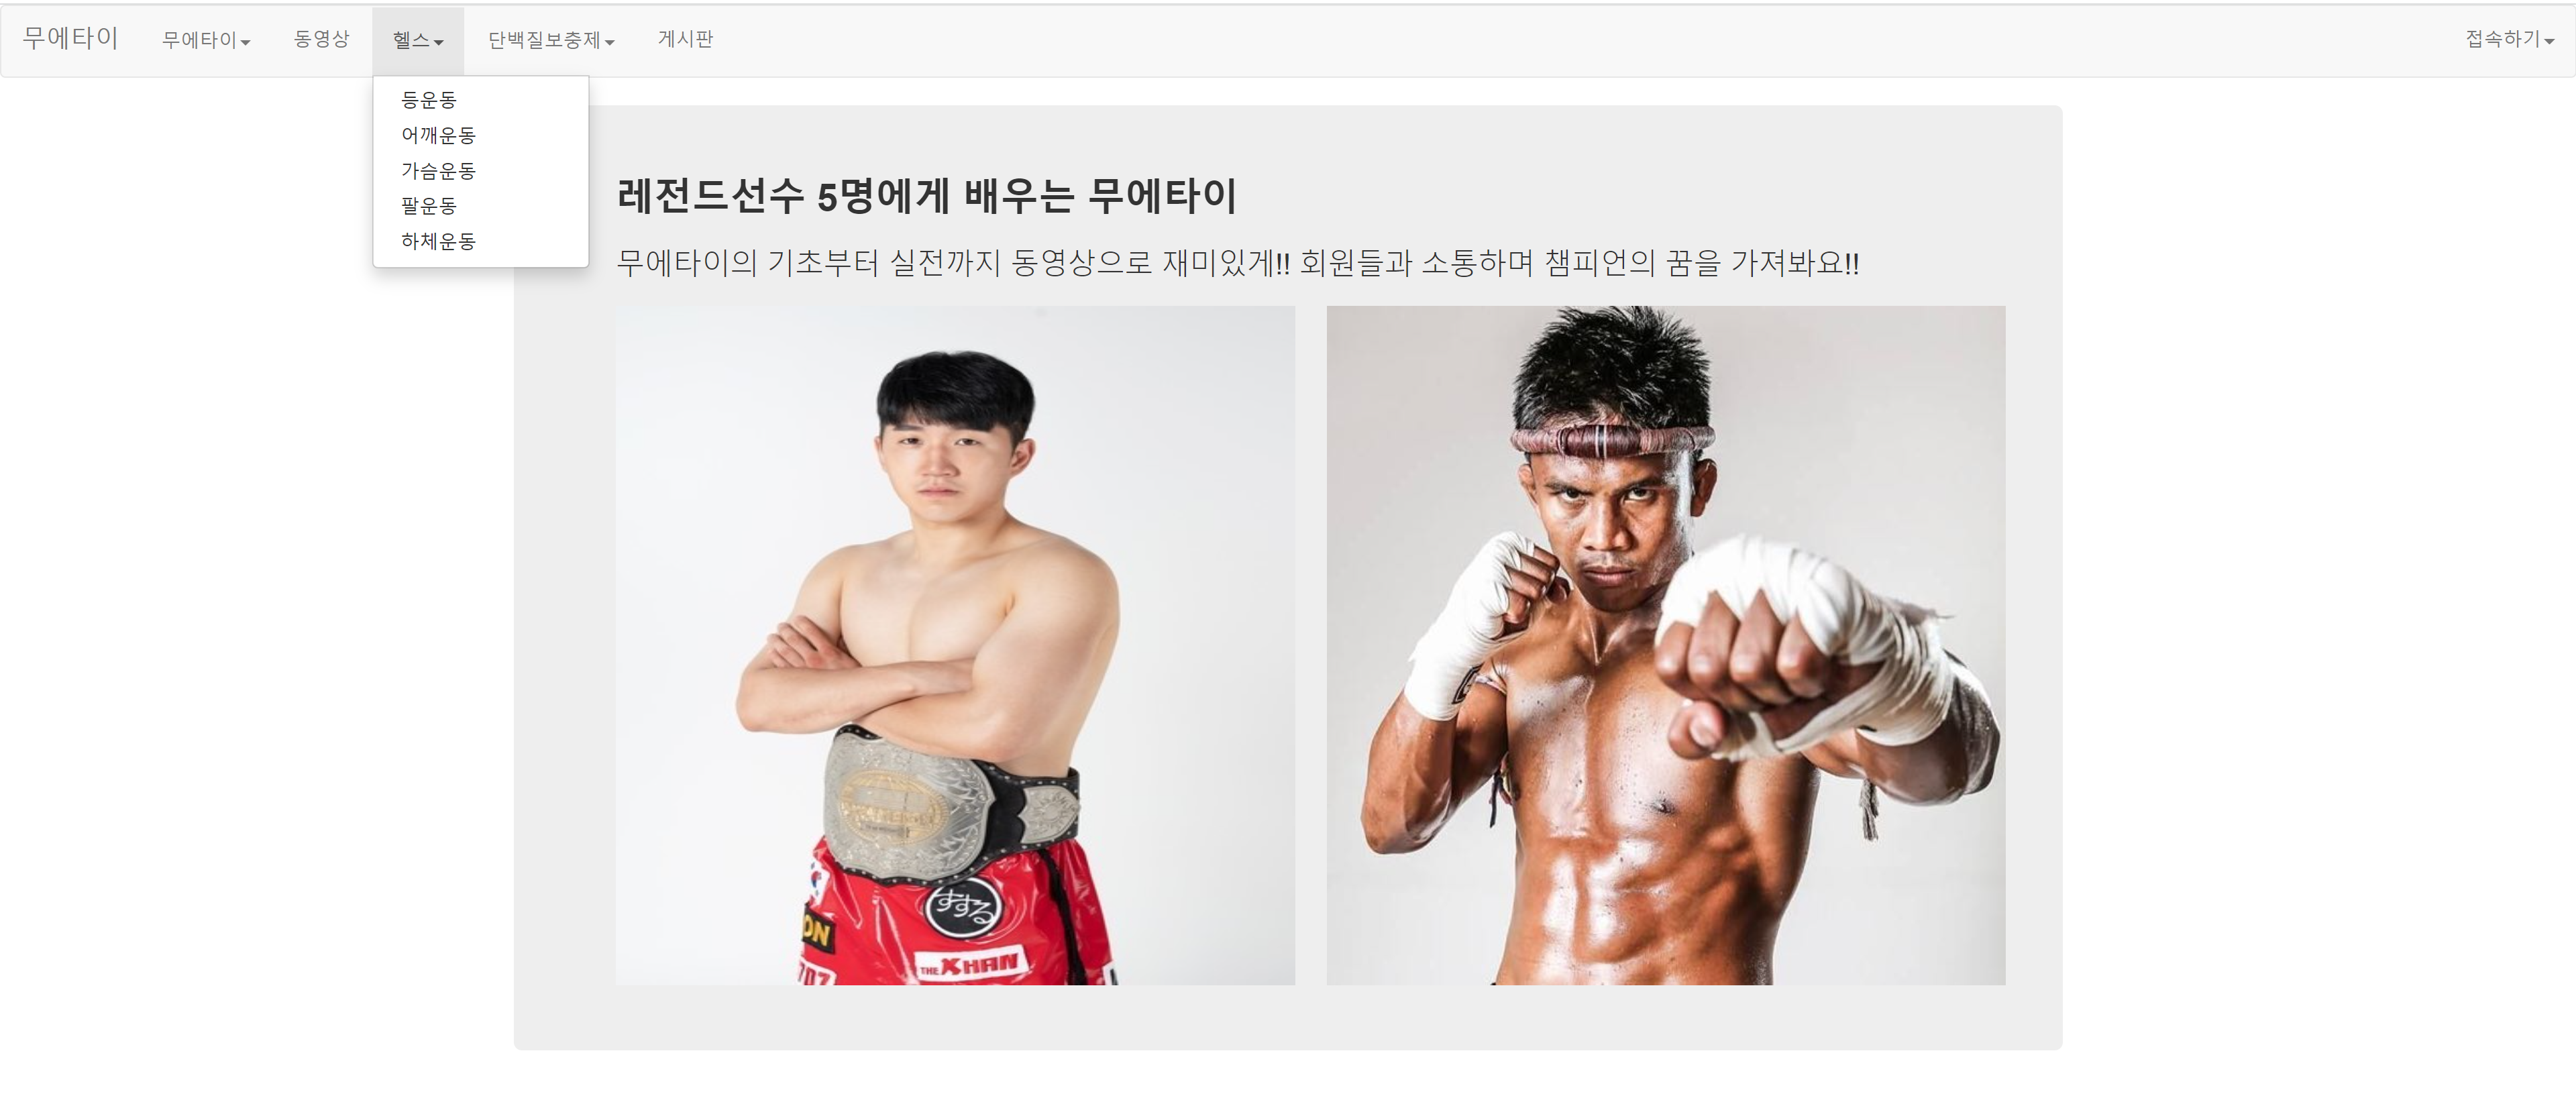 무에타이 무에타이 동영상 헬스 단백질보충제 게시판 접속하기
등운동
어깨운동
가슴운동
팔운동
하체운동
레전드선수 5명에게 배우는 무에타이
무에타이의 기초부터 실전까지 동영상으로 재미있게!! 회원들과 소통하며 챔피언의 꿈을 가져봐요!!
すする
ON
THE XHAN
707